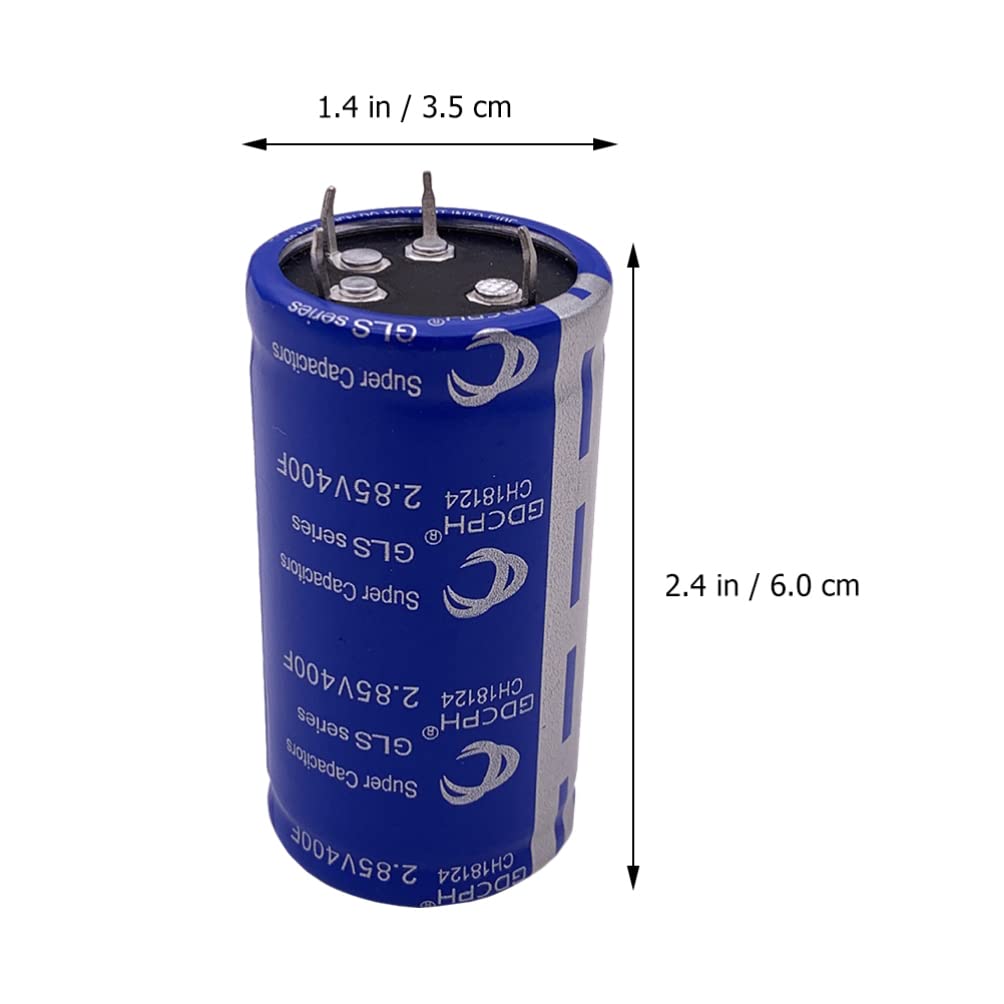 1.4 in / 3.5 cm
2.4 in / 6.0 cm
GDCPH®
GLS series
Super Capacitors
2.85V400F
CH18124
GDCPH®
GLS series
Super Capacitors
2.85V400F
CH18124
GDCPH®
GLS series
Super Capacitors
2.85V400F
CH18124
GDCPH®